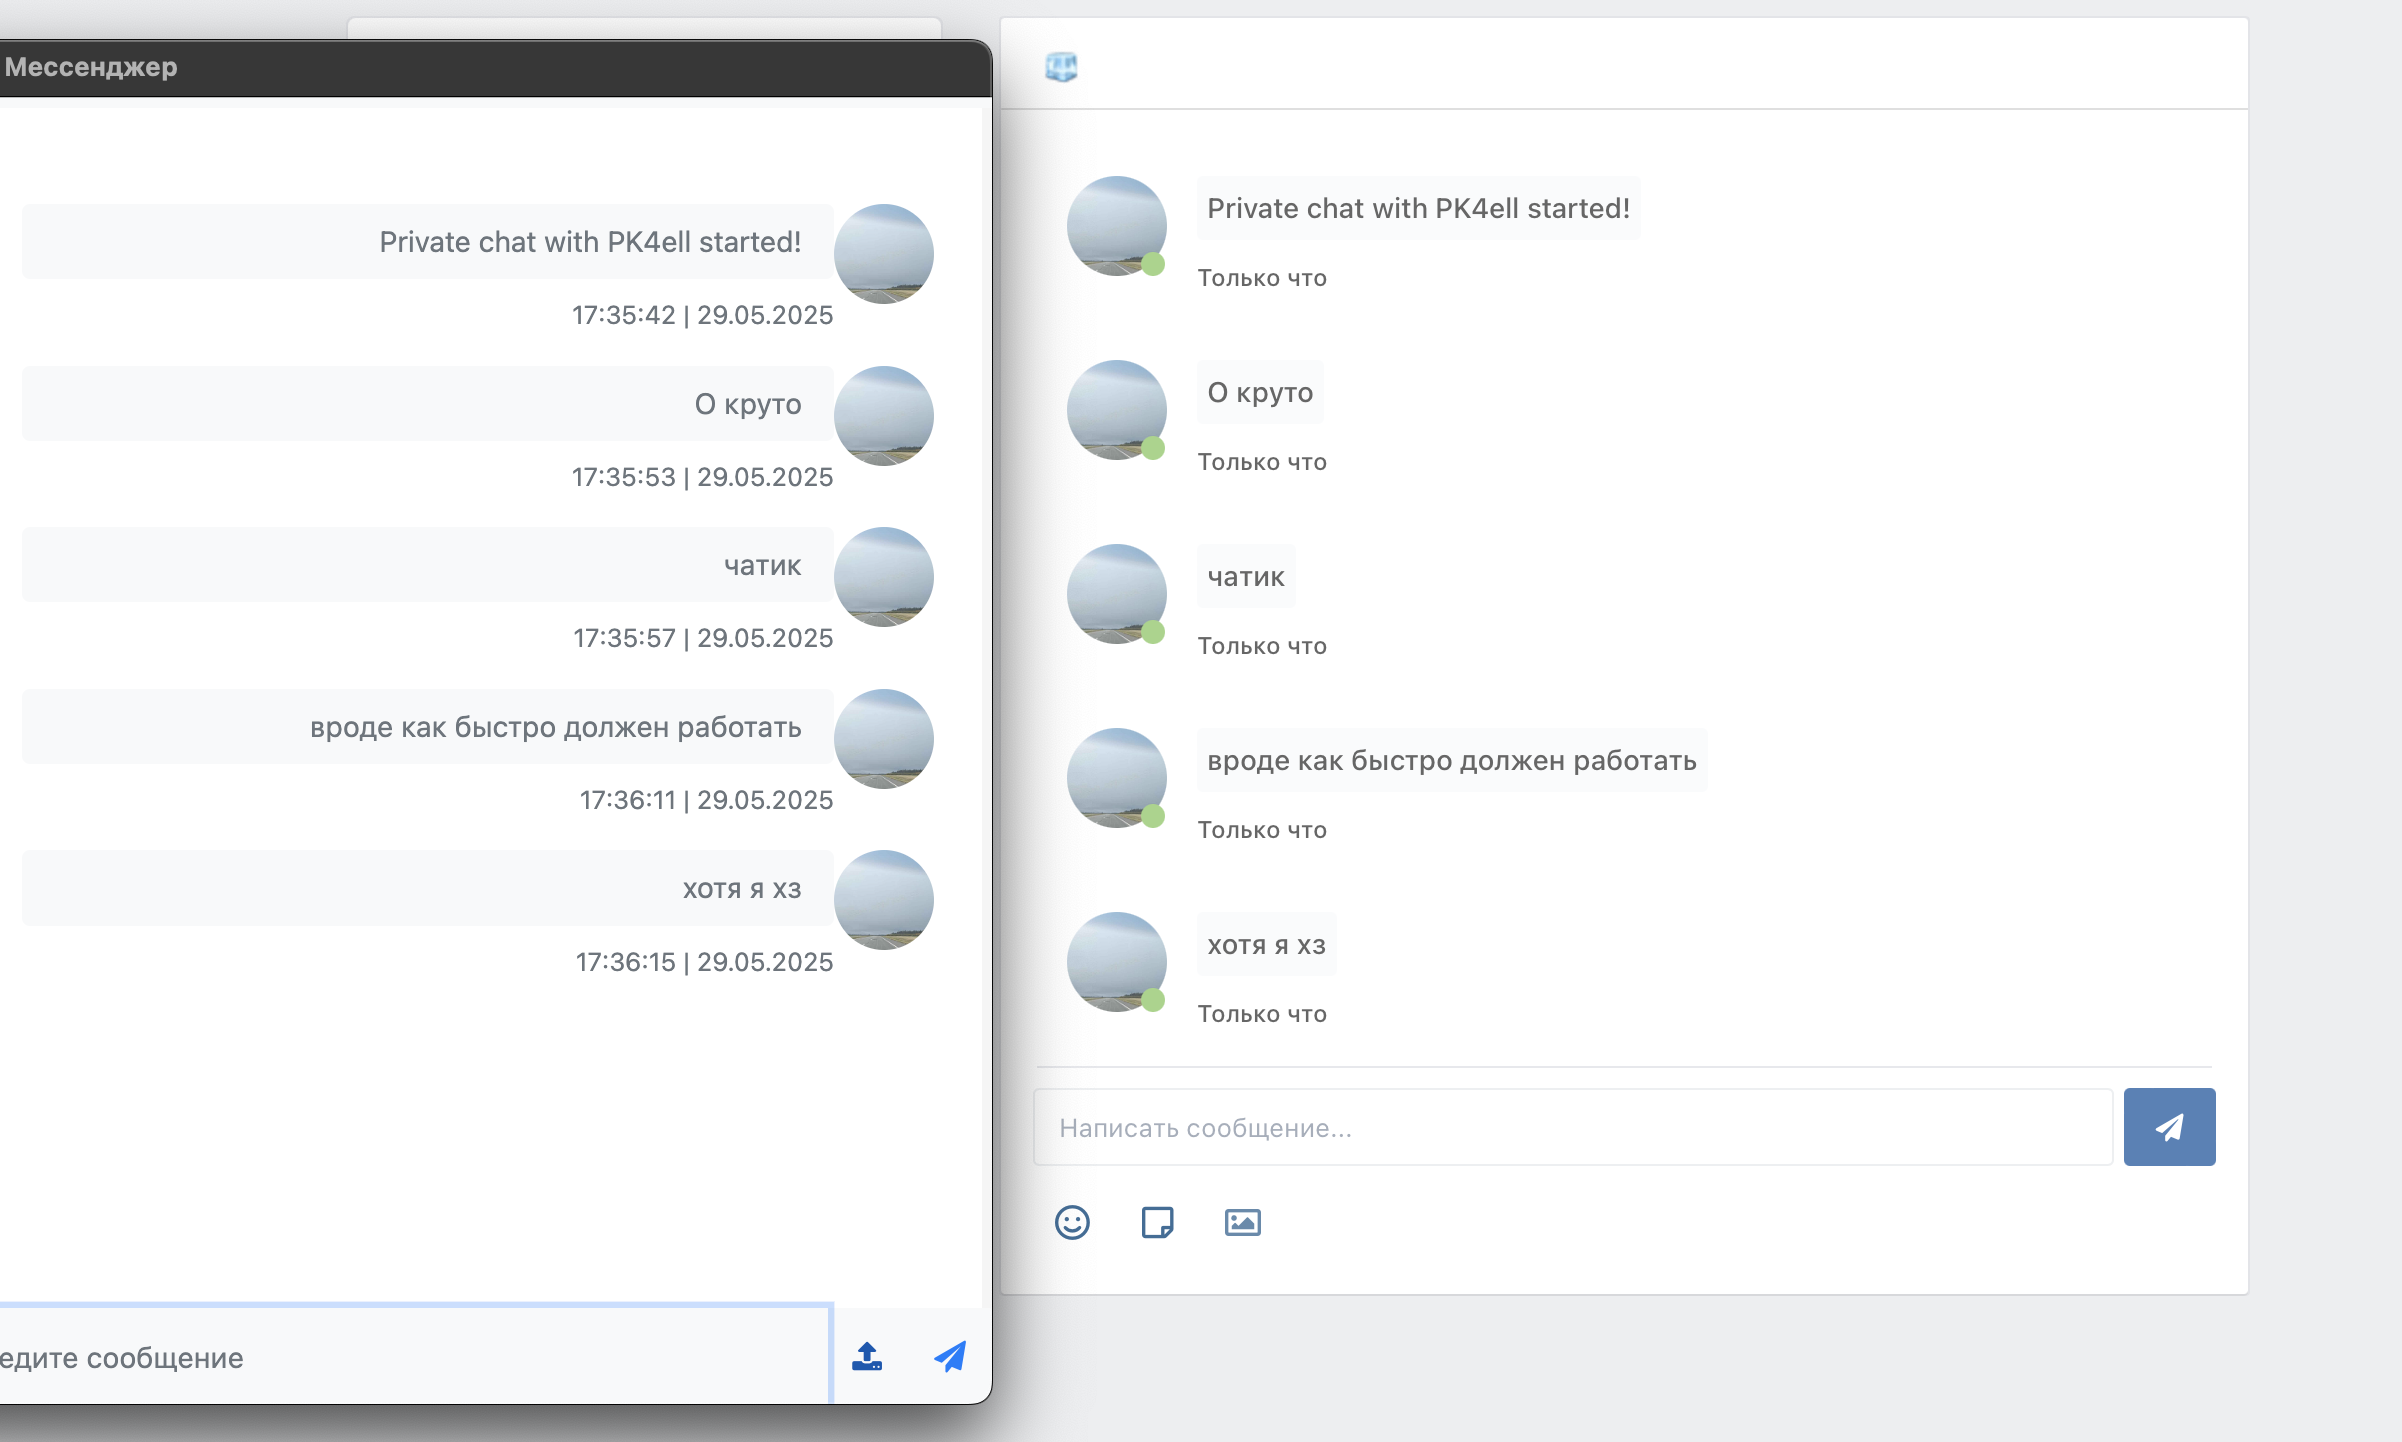 Мессенджер
Private chat with PK4ell started!
17:35:42 | 29.05.2025
О круто
17:35:53 | 29.05.2025
чатик
17:35:57 | 29.05.2025
вроде как быстро должен работать
17:36:11 | 29.05.2025
хотя я хз
17:36:15 | 29.05.2025
едите сообщение
Private chat with PK4ell started!
Только что
О круто
Только что
чатик
Только что
вроде как быстро должен работать
Только что
хотя я хз
Только что
Написать сообщение...